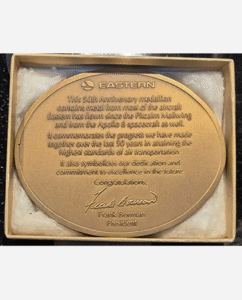 EASTERN
This 50th Anniversary medallion
contains metal from most of the aircraft
Eastern has flown since the Pitcairn Mailwing
and from the Apollo 8 spacecraft as well.
It commemorates the progress we have made
together over the last 50 years in attaining the
highest standards of air transportation
It also symbolizes our dedication and
commitment to excellence in the future
Congratulations,
Frank Borman
Frank Borman
President